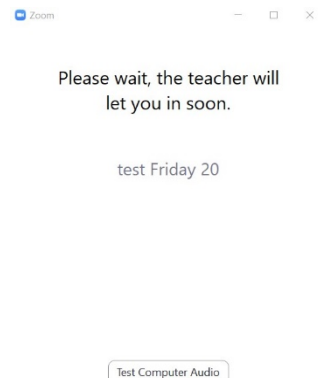 Zoom
Please wait, the teacher will
let you in soon.
test Friday 20
Test Computer Audio